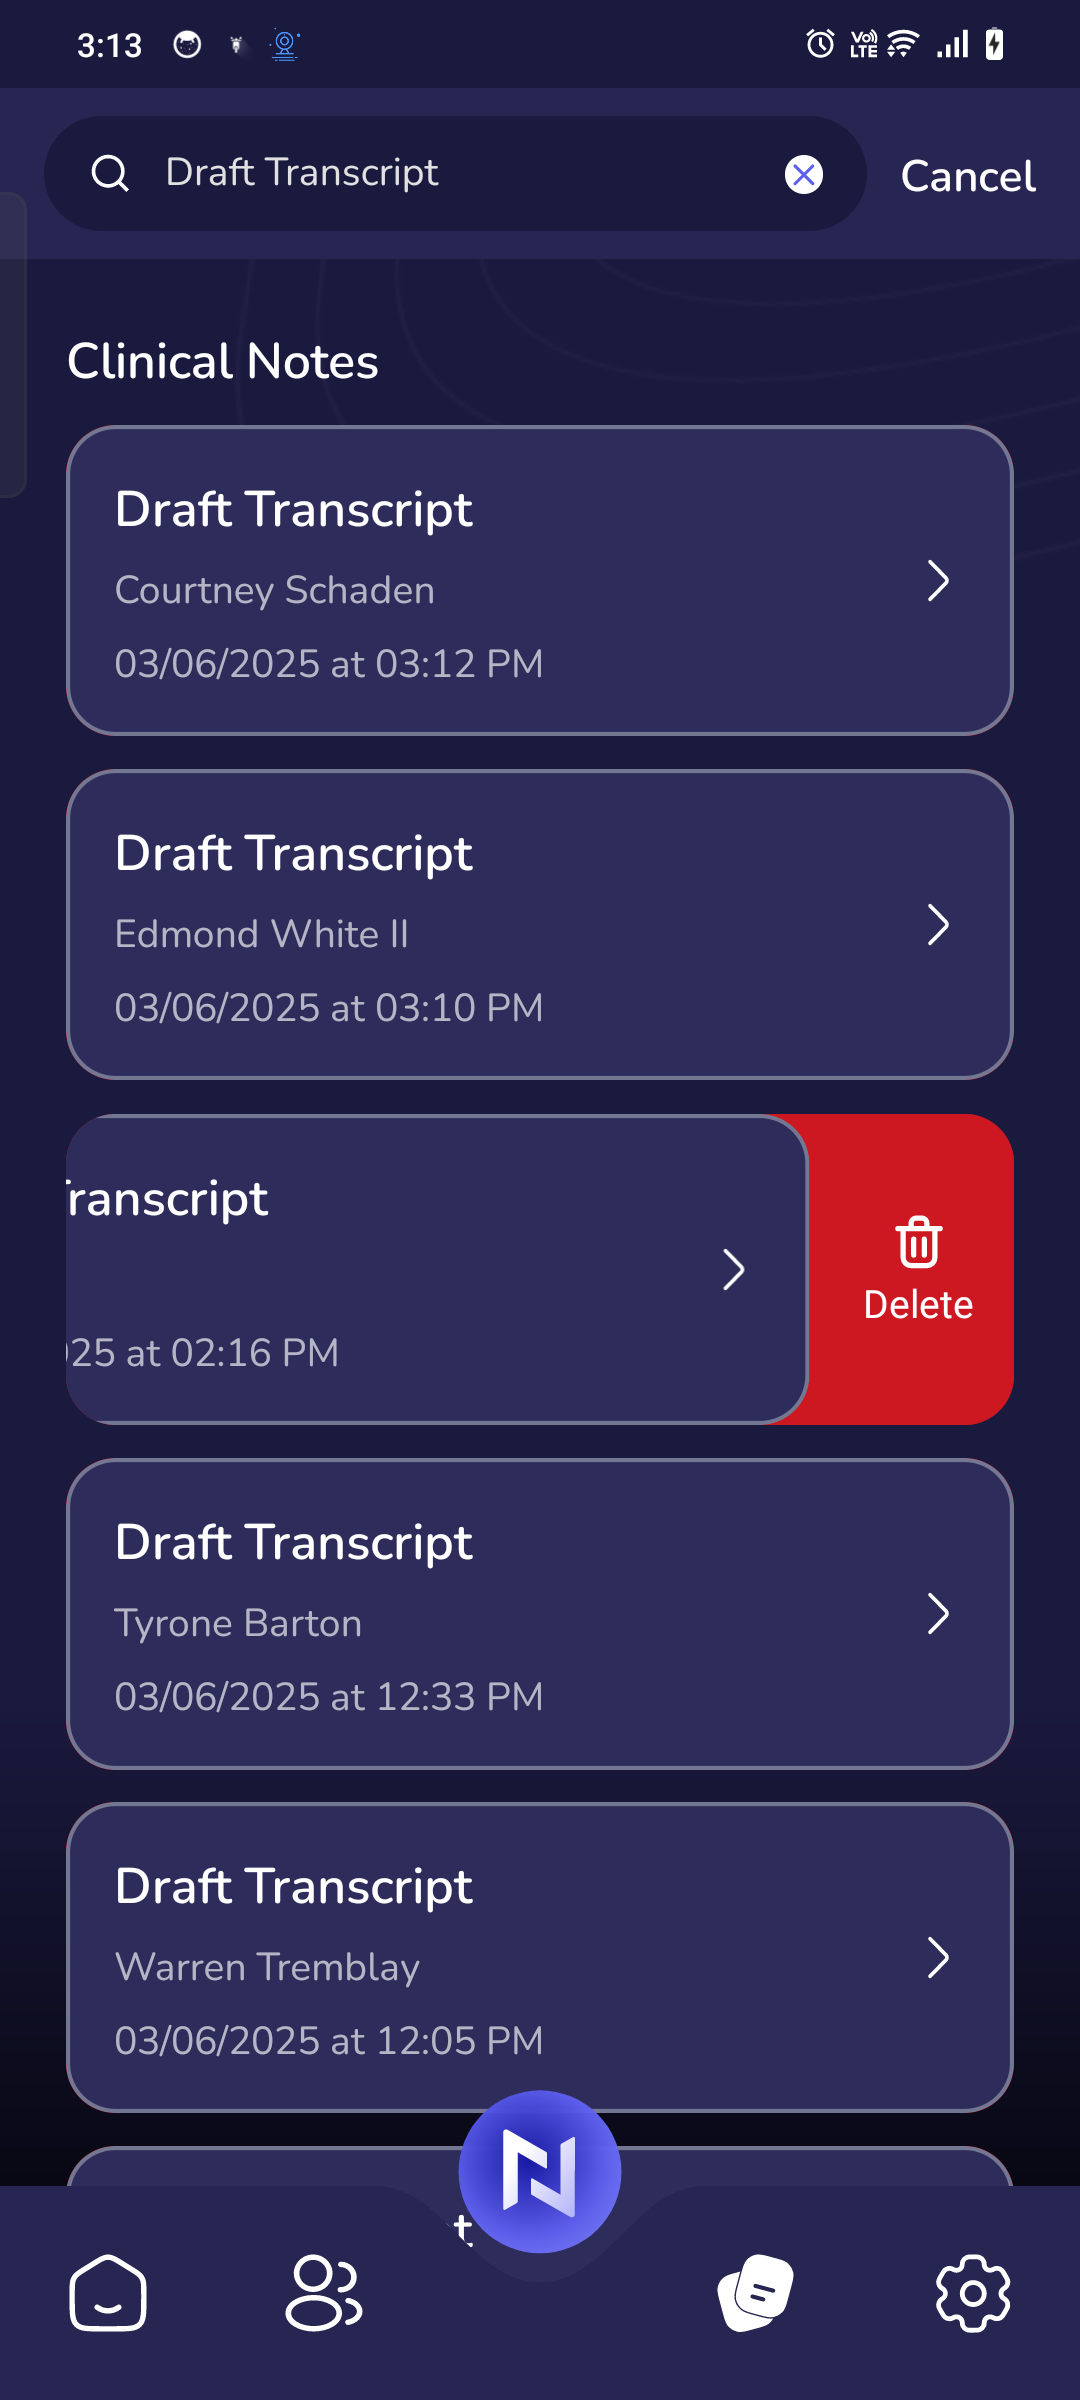 3:13
Vo)) LTE
Draft Transcript
Cancel
Clinical Notes
Draft Transcript
Courtney Schaden
03/06/2025 at 03:12 PM
Draft Transcript
Edmond White II
03/06/2025 at 03:10 PM
ranscript
25 at 02:16 PM
Delete
Draft Transcript
Tyrone Barton
03/06/2025 at 12:33 PM
Draft Transcript
Warren Tremblay
03/06/2025 at 12:05 PM
t